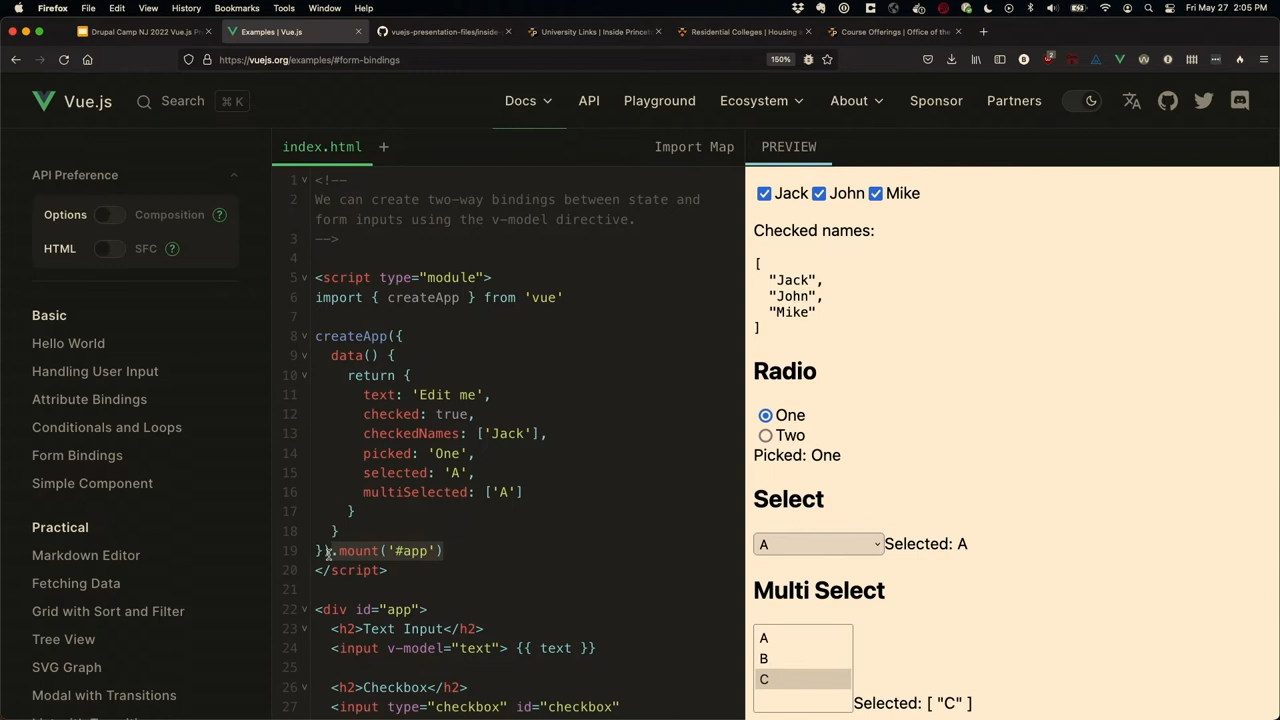 Firefox File Edit View History Bookmarks Tools Window Help Fri May 27 2:05 PM
Drupal Camp NJ 2022 Vue.js P
Examples | Vue.js
vuejs-presentation-files/inside-
University Links | Inside Princet
Residential Colleges | Housing
Course Offerings | Office of the
https://vuejs.org/examples/#form-bindings
150%
Vue.js Search ⌘ K Docs API Playground Ecosystem About Sponsor Partners
API Preference
Options Composition ?
HTML SFC ?
Basic
Hello World
Handling User Input
Attribute Bindings
Conditionals and Loops
Form Bindings
Simple Component
Practical
Markdown Editor
Fetching Data
Grid with Sort and Filter
Tree View
SVG Graph
Modal with Transitions
index.html + Import Map
1 <!--
2 We can create two-way bindings between state and
form inputs using the v-model directive.
3 -->
4
5 <script type="module">
6 import { createApp } from 'vue'
7
8 createApp({
9 data() {
10 return {
11 text: 'Edit me',
12 checked: true,
13 checkedNames: ['Jack'],
14 picked: 'One',
15 selected: 'A',
16 multiSelected: ['A']
17 }
18 }
19 }).mount('#app')
20 </script>
21
22 <div id="app">
23 <h2>Text Input</h2>
24 <input v-model="text"> {{ text }}
25
26 <h2>Checkbox</h2>
27 <input type="checkbox" id="checkbox"
PREVIEW
Jack John Mike
Checked names:
[
"Jack",
"John",
"Mike"
]
Radio
One
Two
Picked: One
Select
A Selected: A
Multi Select
A
B
C
Selected: [ "C" ]